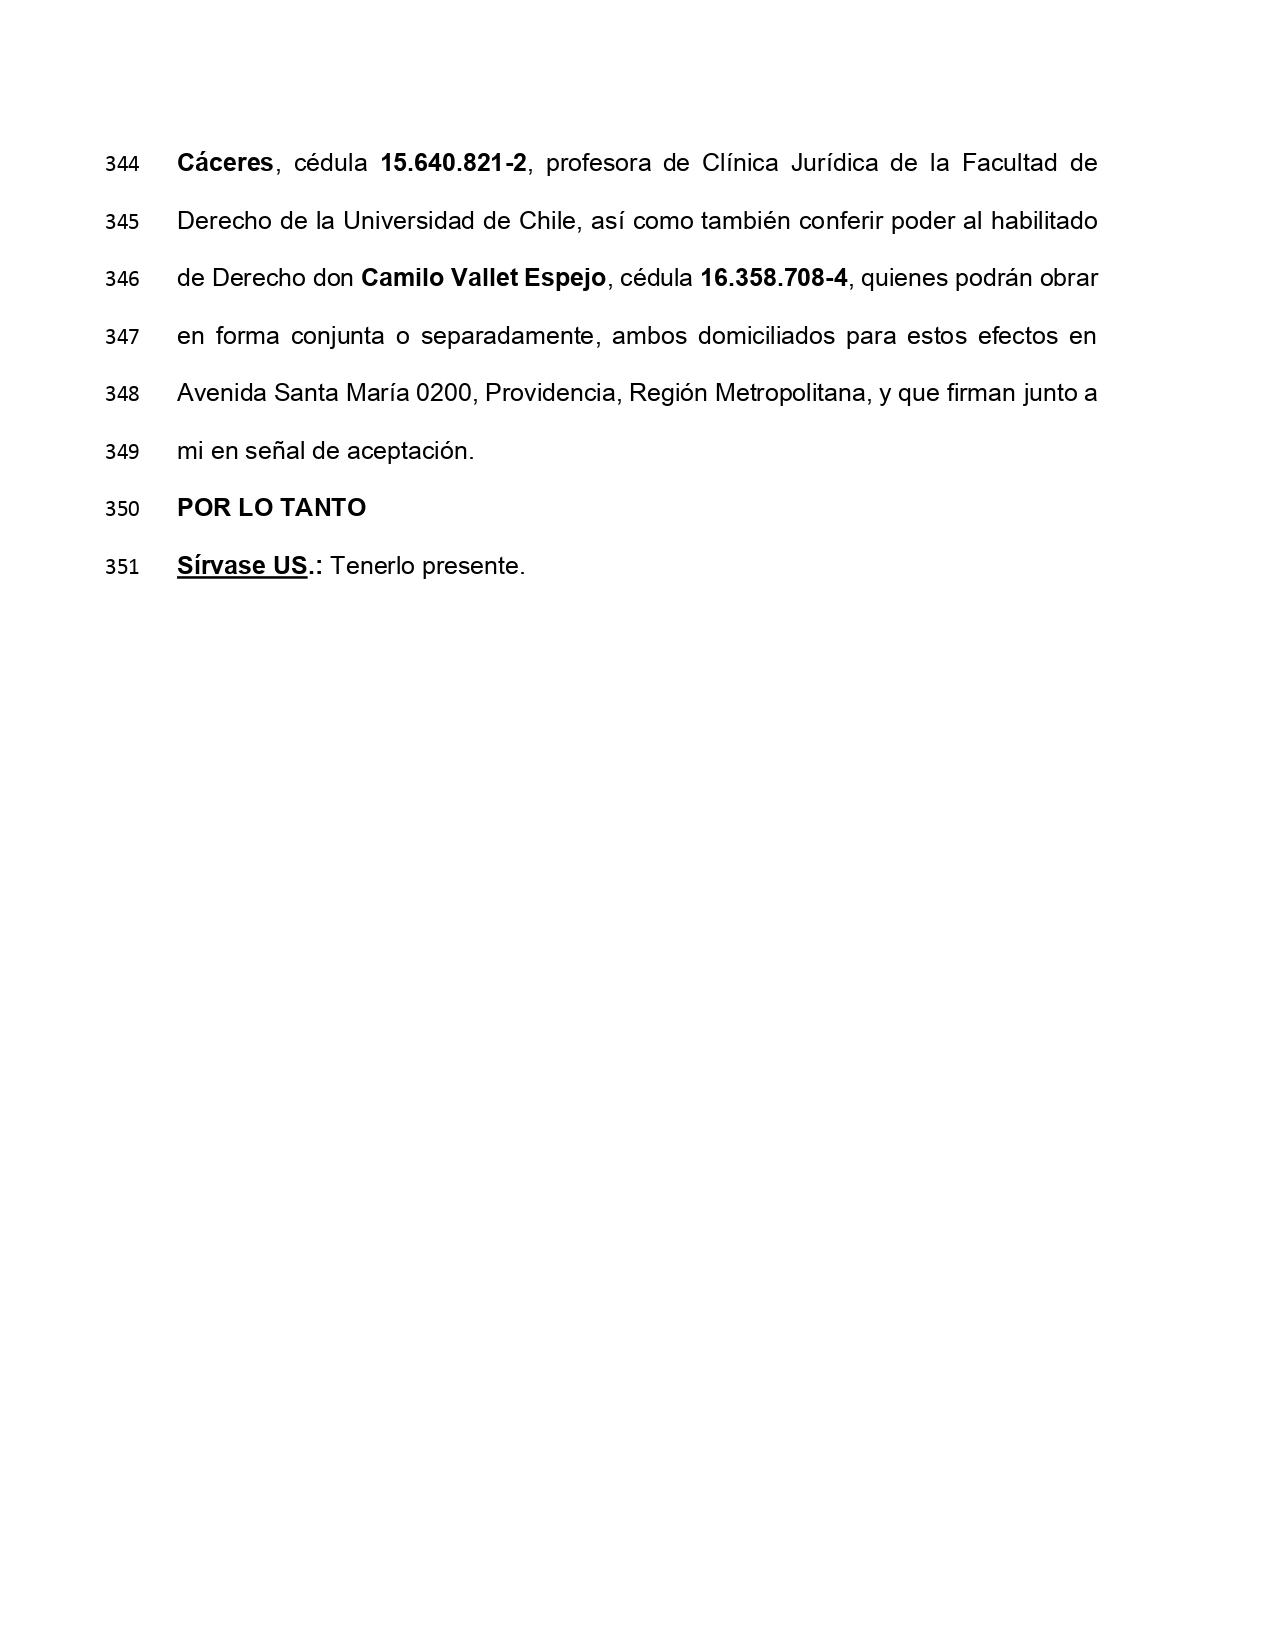 344 Cáceres, cédula 15.640.821-2, profesora de Clínica Jurídica de la Facultad de
345 Derecho de la Universidad de Chile, así como también conferir poder al habilitado
346 de Derecho don Camilo Vallet Espejo, cédula 16.358.708-4, quienes podrán obrar
347 en forma conjunta o separadamente, ambos domiciliados para estos efectos en
348 Avenida Santa María 0200, Providencia, Región Metropolitana, y que firman junto a
349 mi en señal de aceptación.
350 POR LO TANTO
351 Sírvase US.: Tenerlo presente.